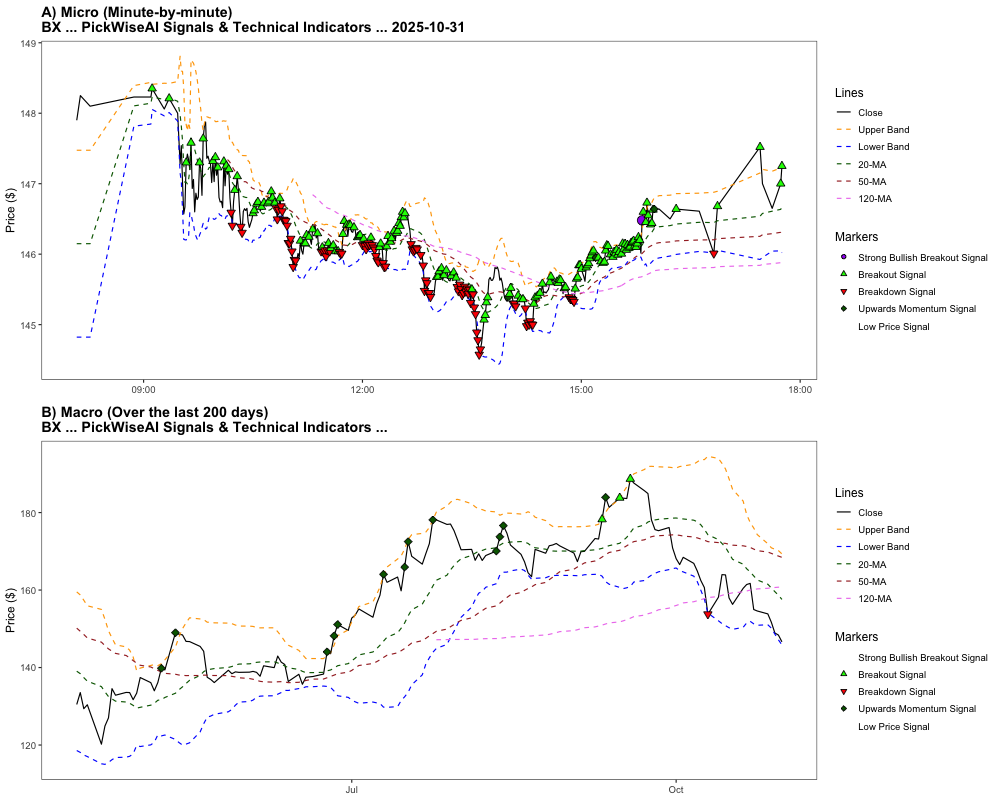 A) Micro (Minute-by-minute)
BX ... PickWiseAI Signals & Technical Indicators ... 2025-10-31
149
148
147
146
145
Price ($)
09:00
12:00
15:00
18:00
Lines
Close
Upper Band
Lower Band
20-MA
50-MA
120-MA
Markers
Strong Bullish Breakout Signal
Breakout Signal
Breakdown Signal
Upwards Momentum Signal
Low Price Signal
B) Macro (Over the last 200 days)
BX ... PickWiseAI Signals & Technical Indicators ...
180
160
140
120
Price ($)
Jul
Oct
Lines
Close
Upper Band
Lower Band
20-MA
50-MA
120-MA
Markers
Strong Bullish Breakout Signal
Breakout Signal
Breakdown Signal
Upwards Momentum Signal
Low Price Signal